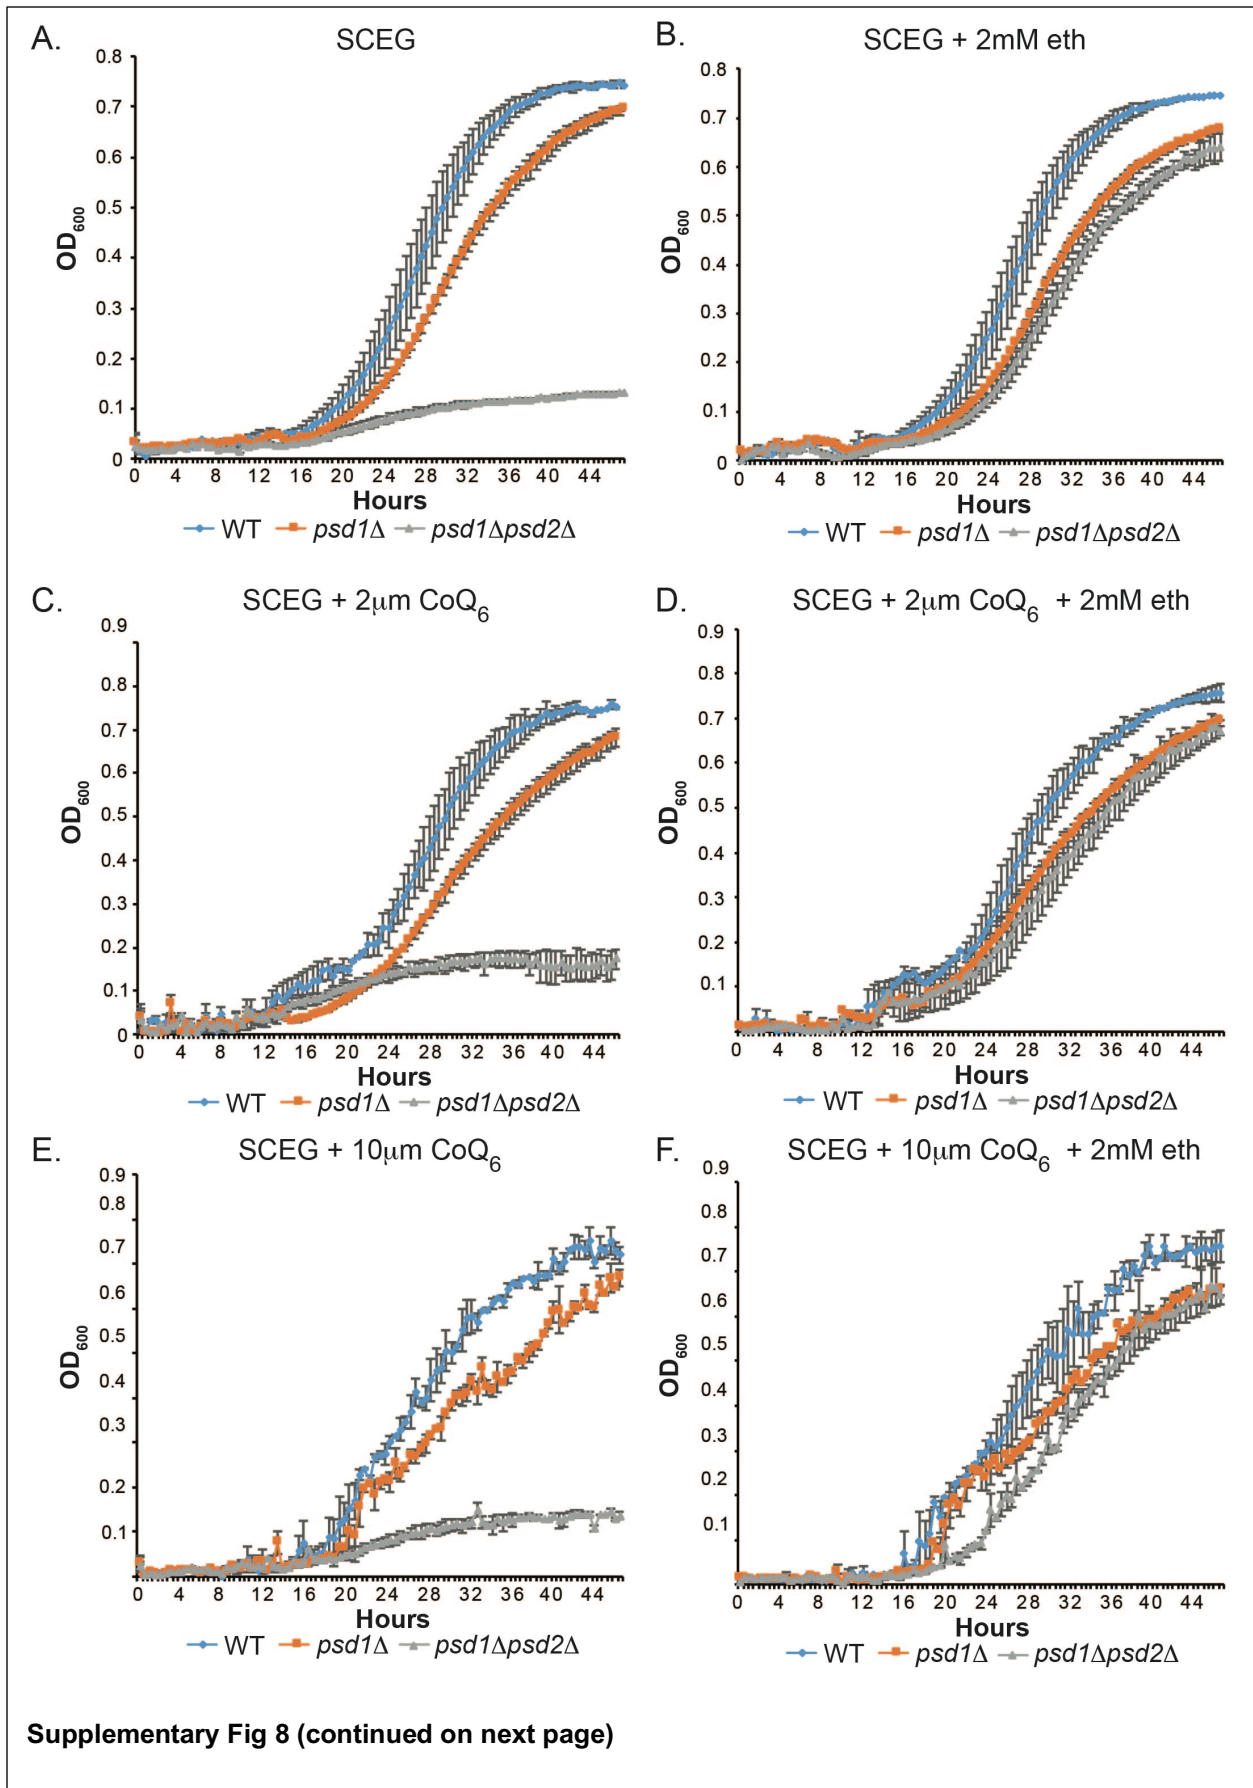 A. SCEG
0.8
0.7
0.6
0.5
0.4
0.3
0.2
0.1
0
OD600
0 4 8 12 16 20 24 28 32 36 40 44
Hours
WT psd1Δ psd1Δpsd2Δ
B. SCEG + 2mM eth
0.8
0.7
0.6
0.5
0.4
0.3
0.2
0.1
0
OD600
0 4 8 12 16 20 24 28 32 36 40 44
Hours
WT psd1Δ psd1Δpsd2Δ
C. SCEG + 2μm CoQ6
0.9
0.8
0.7
0.6
0.5
0.4
0.3
0.2
0.1
0
OD600
0 4 8 12 16 20 24 28 32 36 40 44
Hours
WT psd1Δ psd1Δpsd2Δ
D. SCEG + 2μm CoQ6 + 2mM eth
0.9
0.8
0.7
0.6
0.5
0.4
0.3
0.2
0.1
OD600
0 4 8 12 16 20 24 28 32 36 40 44
Hours
WT psd1Δ psd1Δpsd2Δ
E. SCEG + 10μm CoQ6
0.9
0.8
0.7
0.6
0.5
0.4
0.3
0.2
0.1
OD600
0 4 8 12 16 20 24 28 32 36 40 44
Hours
WT psd1Δ psd1Δpsd2Δ
F. SCEG + 10μm CoQ6 + 2mM eth
0.9
0.7
0.6
0.5
0.4
0.3
0.2
0.1
OD600
0 4 8 12 16 20 24 28 32 36 40 44
Hours
WT psd1Δ psd1Δpsd2Δ
Supplementary Fig 8 (continued on next page)